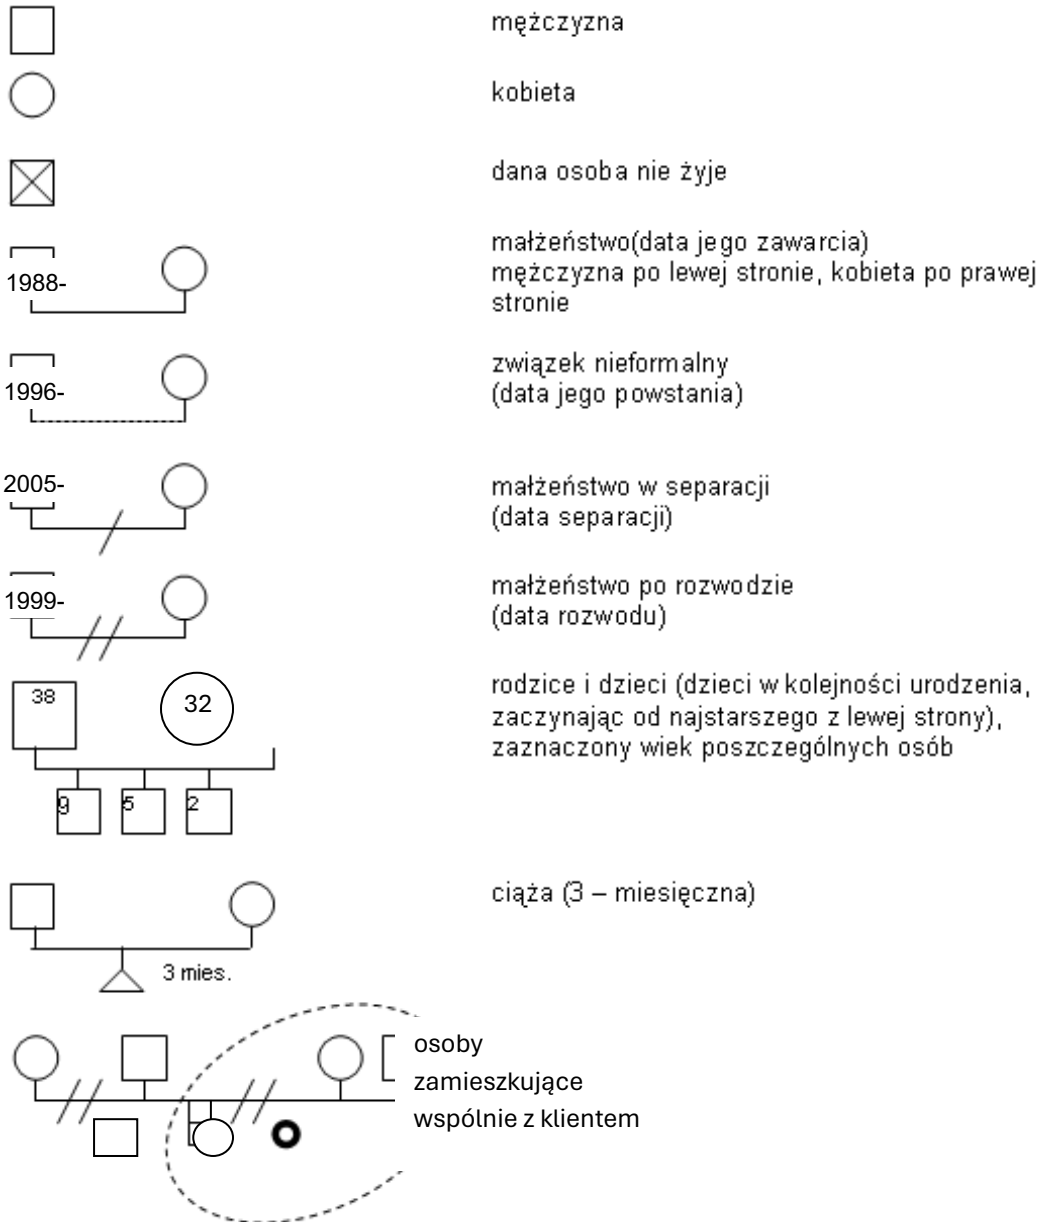 mężczyzna
kobieta
dana osoba nie żyje
małżeństwo(data jego zawarcia)
1988-
mężczyzna po lewej stronie, kobieta po prawej
stronie
związek nieformalny
1996-
(data jego powstania)
2005-
małżeństwo w separacji
(data separacji)
małżeństwo po rozwodzie
1999-
(data rozwodu)
38
32
rodzice i dzieci (dzieci w kolejności urodzenia,
zaczynając od najstarszego z lewej strony),
zaznaczony wiek poszczególnych osób
9 5 2
ciąża (3 – miesięczna)
3 mies.
osoby
zamieszkujące
wspólnie z klientem